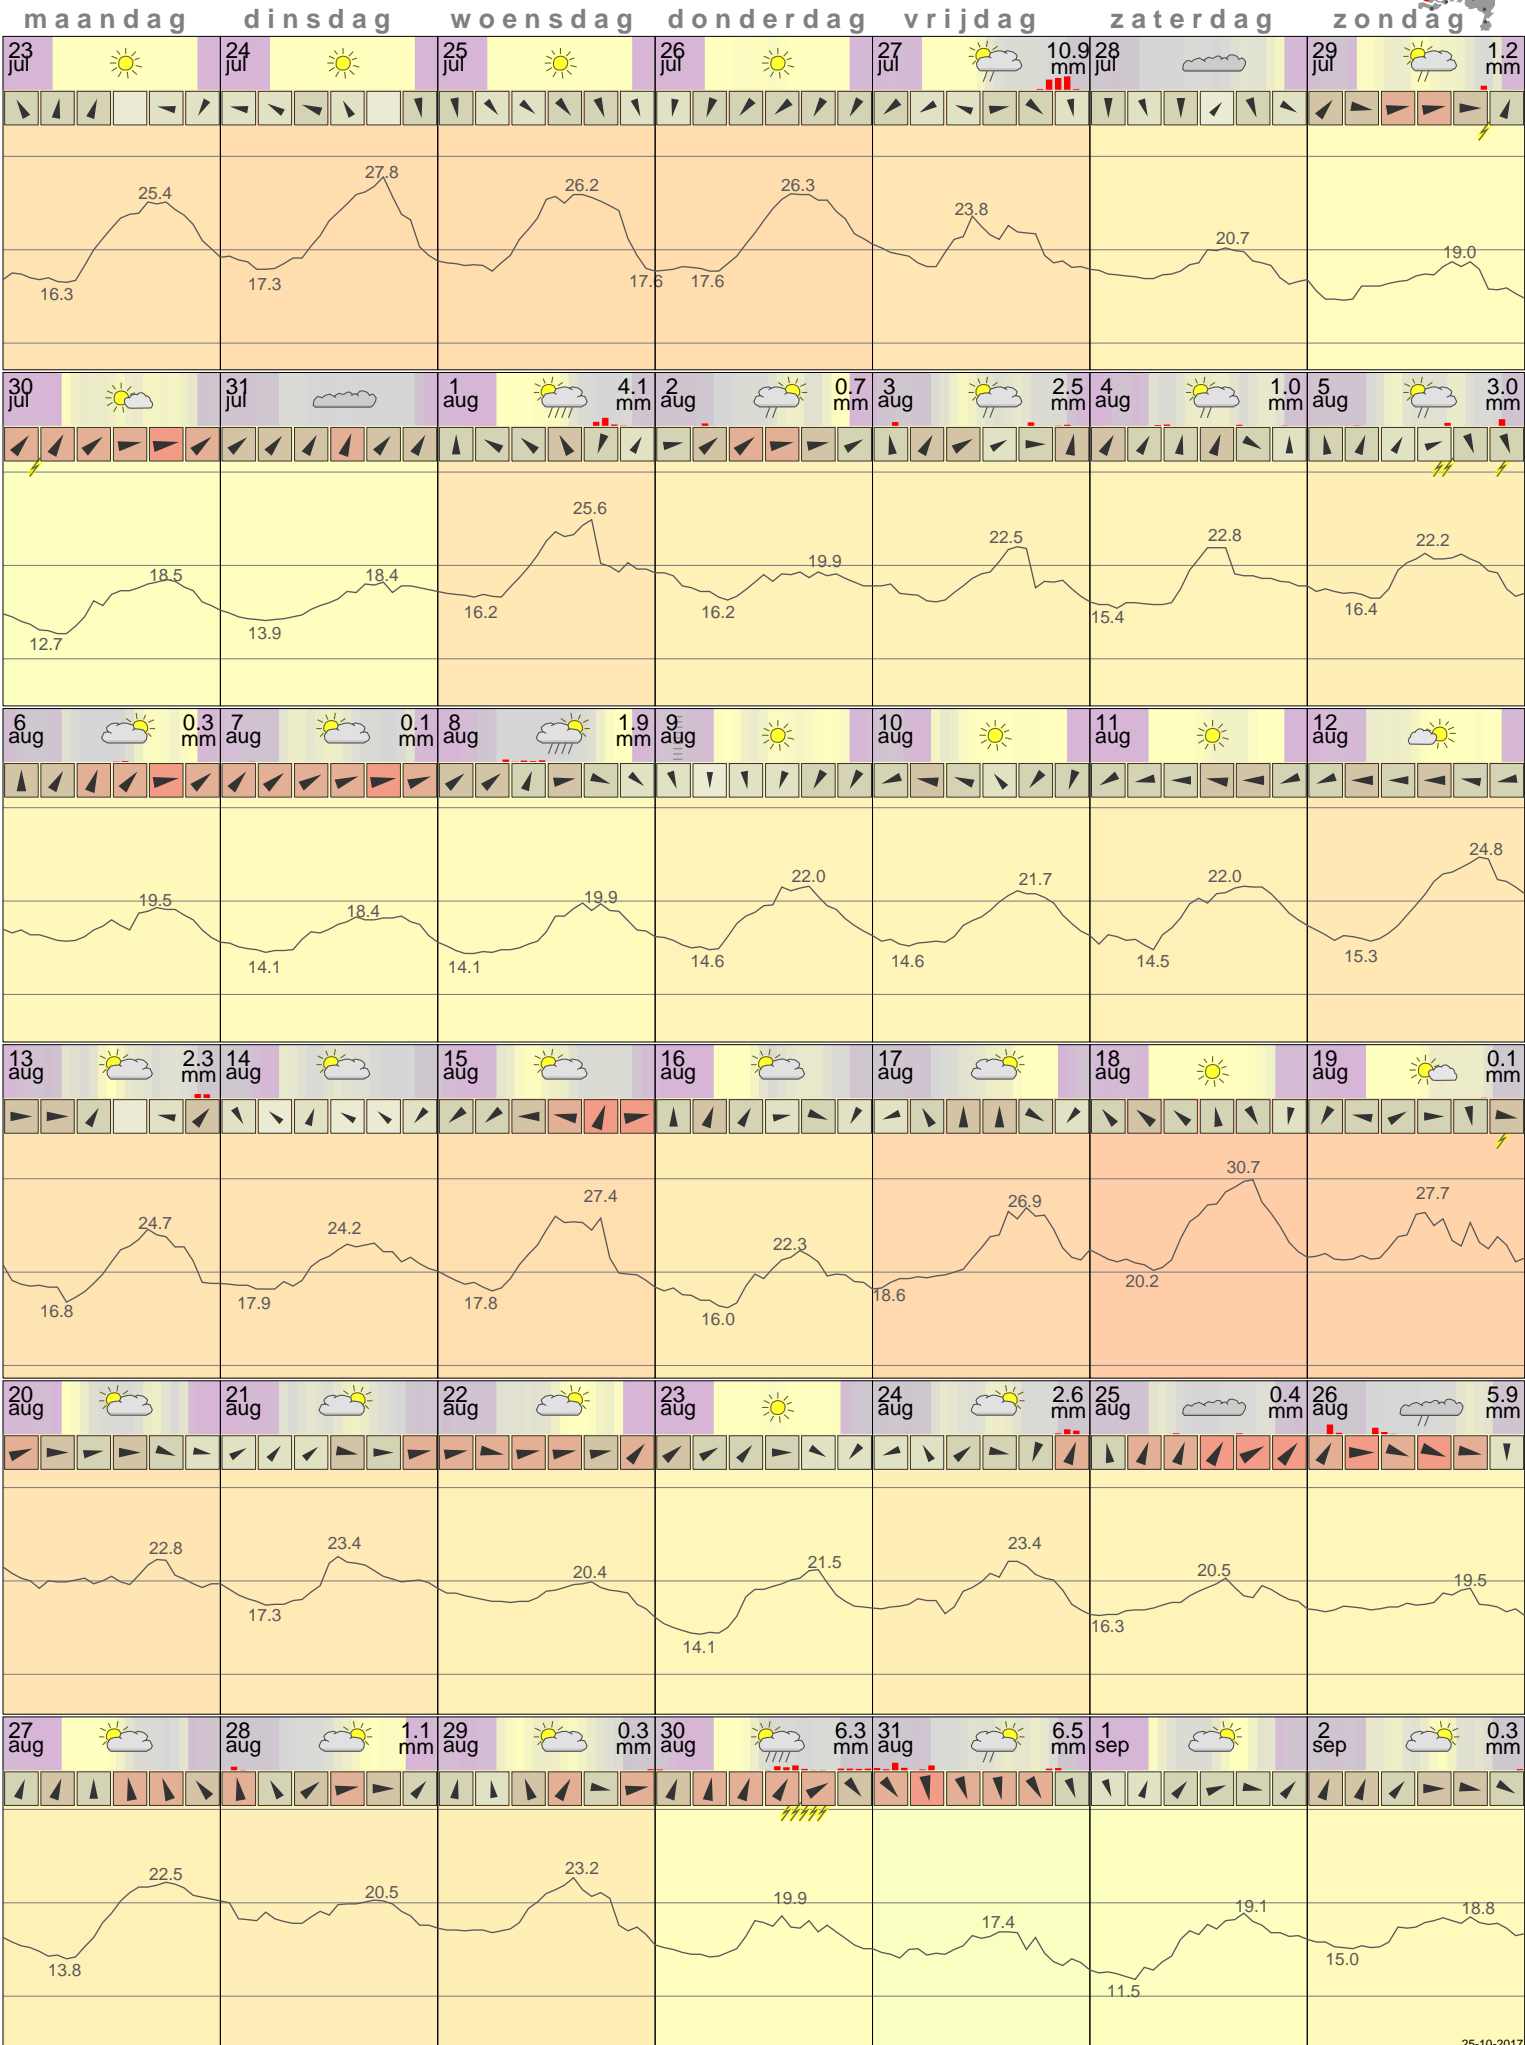 maandag dinsdag woensdag donderdag vrijdag zaterdag zondag
23 24 25 26 27 10.9 28 29 1.2
jul jul jul jul jul mm jul jul mm
25.4 27.8 26.2 26.3 23.8 20.7 19.0
16.3 17.3 17.6 17.6
30 31 1 4.1 2 0.7 3 2.5 4 1.0 5 3.0
jul jul aug mm aug mm aug mm aug mm aug mm
18.5 18.4 25.6 19.9 22.5 22.8 22.2
12.7 13.9 16.2 16.2 15.4 16.4
6 0.3 7 0.1 8 1.9 9 10 11 12
aug mm aug mm aug mm aug aug aug aug
19.5 18.4 19.9 22.0 21.7 22.0 24.8
14.1 14.1 14.6 14.6 14.5 15.3
13 2.3 14 15 16 17 18 19 0.1
aug mm aug aug aug aug aug aug mm
24.7 24.2 27.4 22.3 26.9 30.7 27.7
16.8 17.9 17.8 16.0 18.6 20.2
20 21 22 23 24 2.6 25 0.4 26 5.9
aug aug aug aug aug mm aug mm aug mm
22.8 23.4 20.4 21.5 23.4 20.5 19.5
17.3 14.1 16.3
27 28 1.1 29 0.3 30 6.3 31 6.5 1 2 0.3
aug aug mm aug mm aug mm aug mm sep sep mm
22.5 20.5 23.2 19.9 17.4 19.1 18.8
13.8 11.5 15.0
25-10-2017